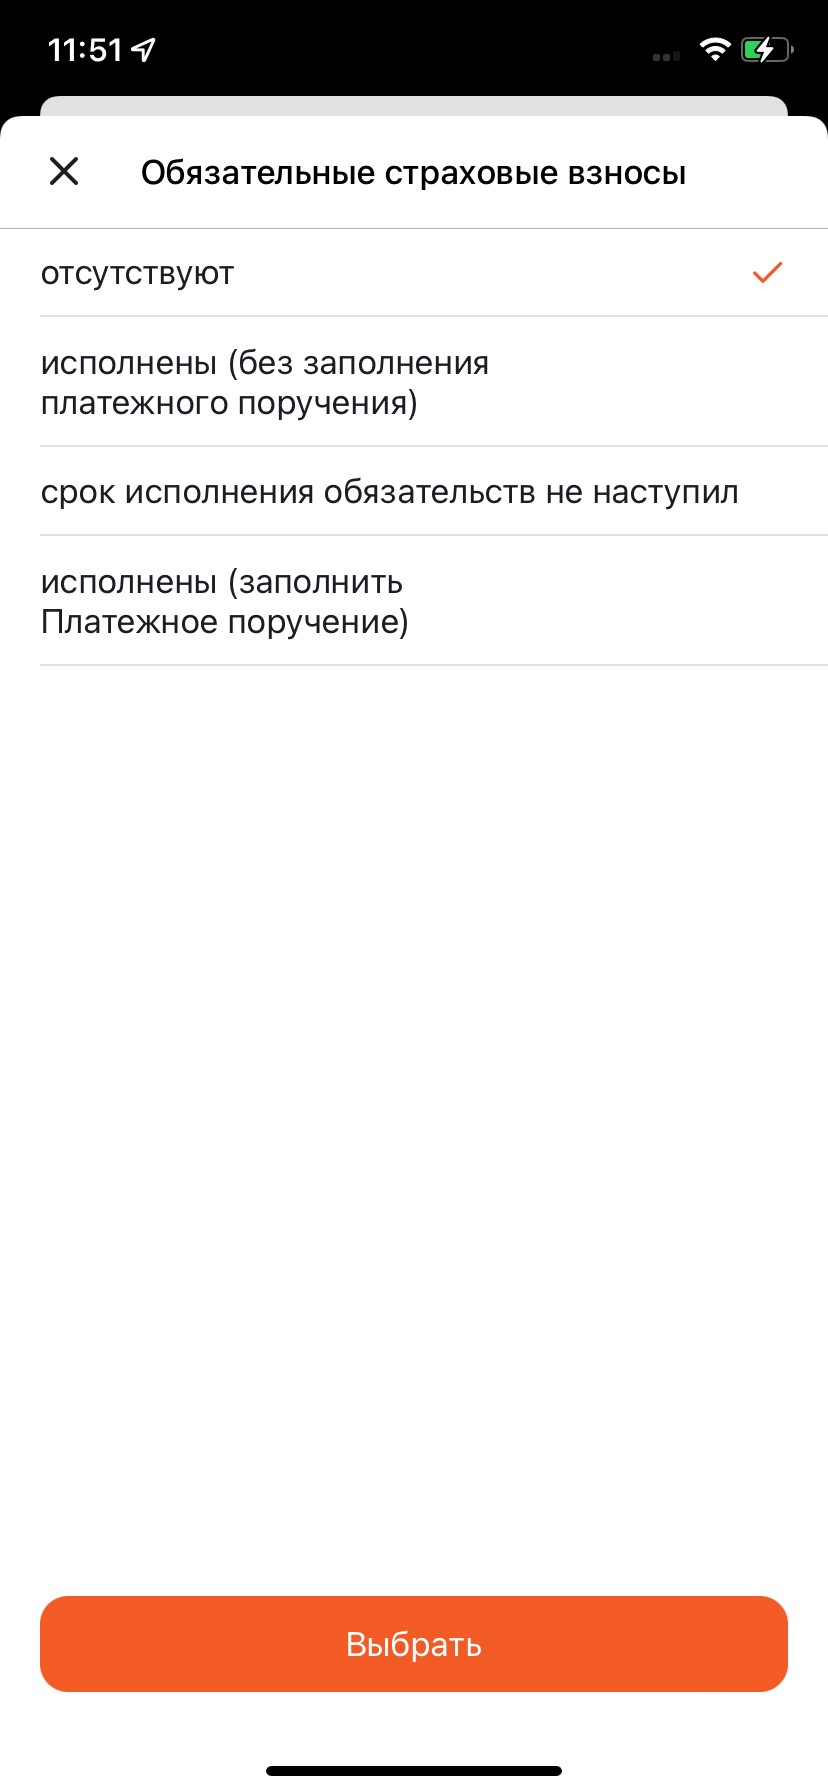 11:51
Обязательные страховые взносы
отсутствуют
исполнены (без заполнения
платежного поручения)
срок исполнения обязательств не наступил
исполнены (заполнить
Платежное поручение)
Выбрать